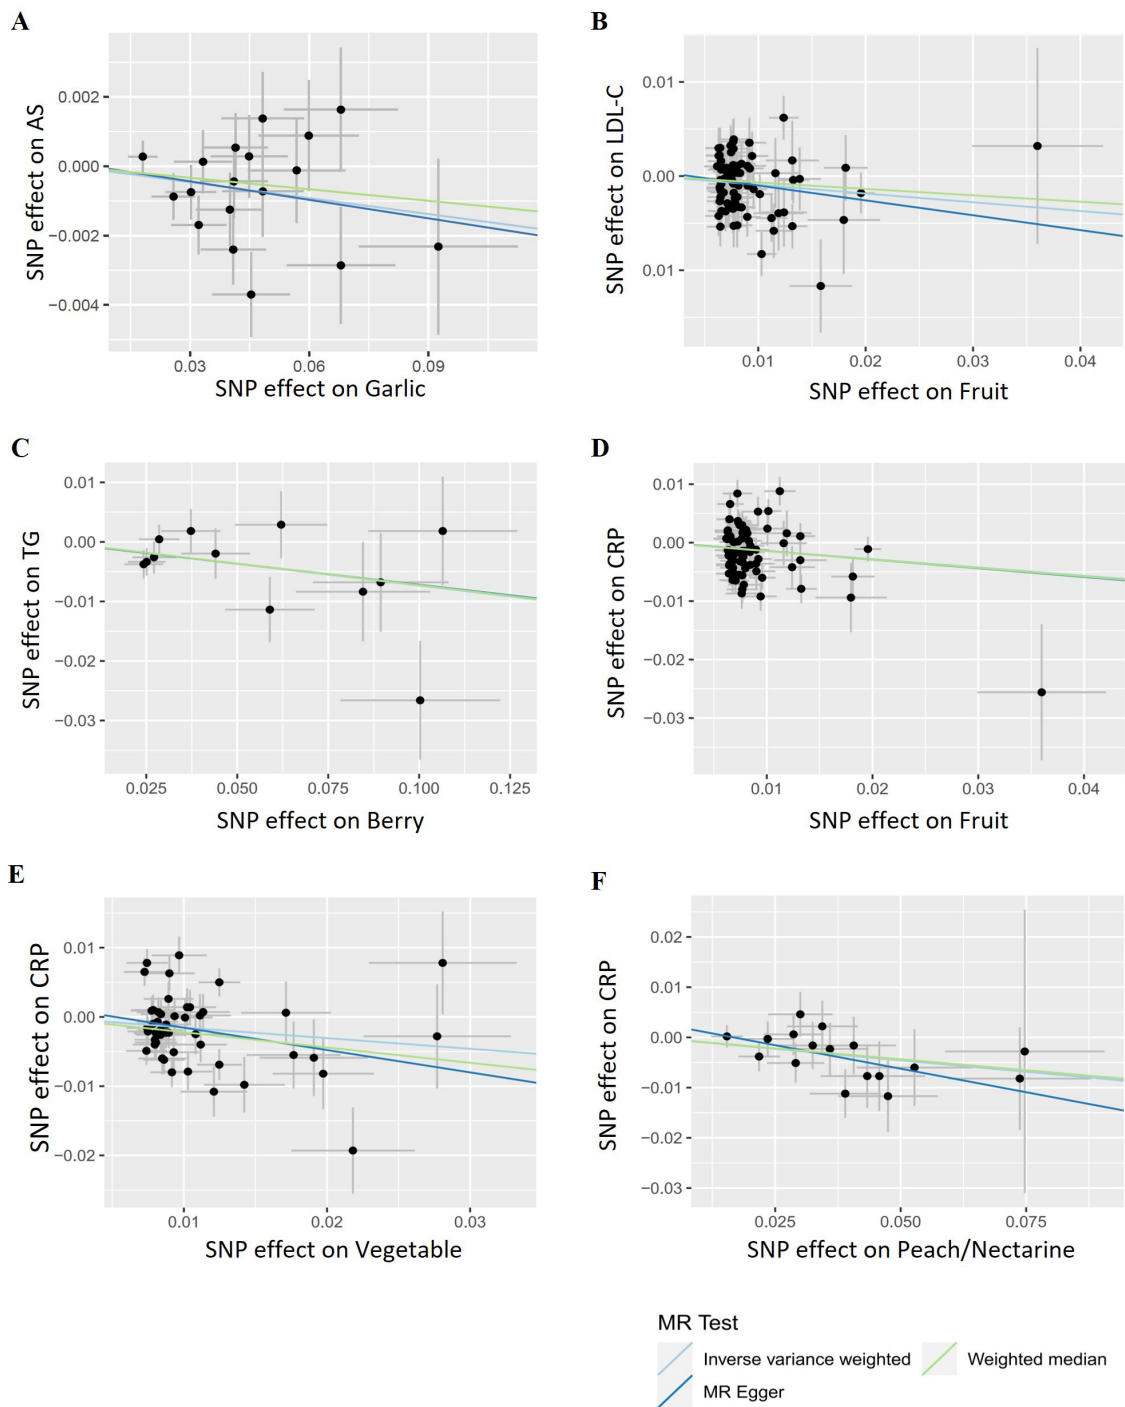 A
SNP effect on AS
0.002
0.000
−0.002
−0.004
0.03 0.06 0.09
SNP effect on Garlic
B
SNP effect on LDL-C
0.01
0.00
0.01
0.01 0.02 0.03 0.04
SNP effect on Fruit
C
SNP effect on TG
0.01
0.00
−0.01
−0.02
−0.03
0.025 0.050 0.075 0.100 0.125
SNP effect on Berry
D
SNP effect on CRP
0.01
0.00
−0.01
−0.02
−0.03
0.01 0.02 0.03 0.04
SNP effect on Fruit
E
SNP effect on CRP
0.01
0.00
−0.01
−0.02
0.01 0.02 0.03
SNP effect on Vegetable
F
SNP effect on CRP
0.02
0.01
0.00
−0.01
−0.02
−0.03
0.025 0.050 0.075
SNP effect on Peach/Nectarine
MR Test
Inverse variance weighted
Weighted median
MR Egger